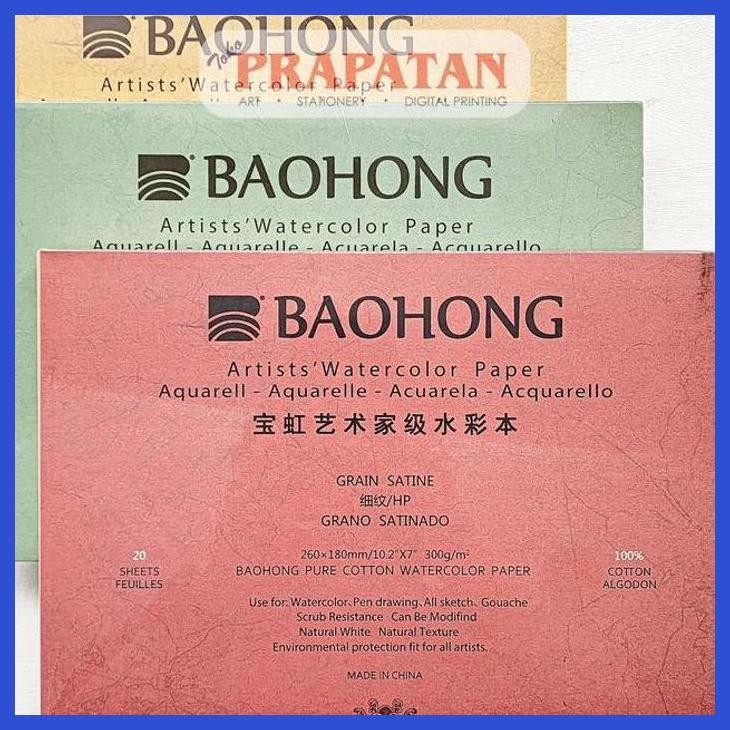 BAOHONG
Toko
PRAPATAN
Artists' Watercolor Paper
ART • STATIONERY • DIGITAL PRINTING
BAOHONG
Artists' Watercolor Paper
Aquarell - Aquarelle - Acuarela - Acquarello
BAOHONG
Artists' Watercolor Paper
Aquarell - Aquarelle - Acuarela - Acquarello
宝虹艺术家级水彩本
GRAIN SATINE
细纹/HP
GRANO SATINADO
260×180mm/10.2"X7" 300g/m²
BAOHONG PURE COTTON WATERCOLOR PAPER
20
SHEETS
FEUILLES
100%
COTTON
ALGODON
Use for: Watercolor、Pen drawing、All sketch、Gouache
Scrub Resistance Can Be Modifind
Natural White Natural Texture
Environmental protection fit for all artists.
MADE IN CHINA